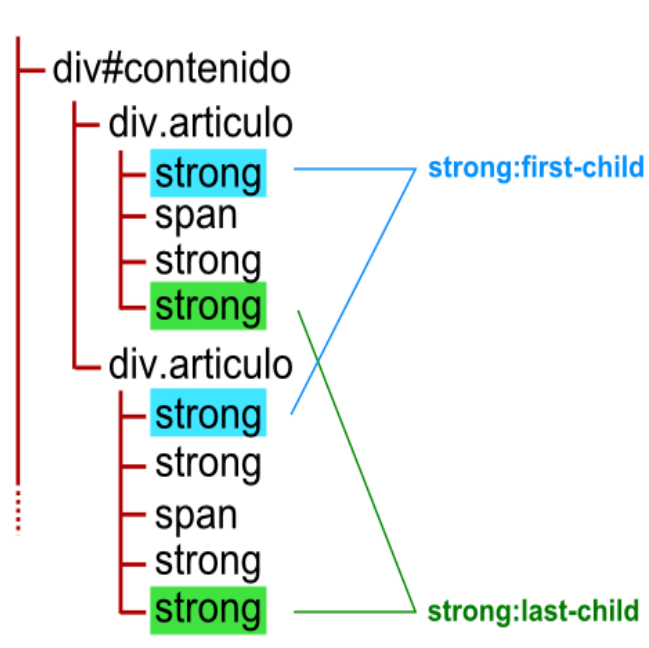 div#contenido
div.articulo
strong
strong:first-child
span
strong
strong
div.articulo
strong
strong
span
strong
strong
strong:last-child